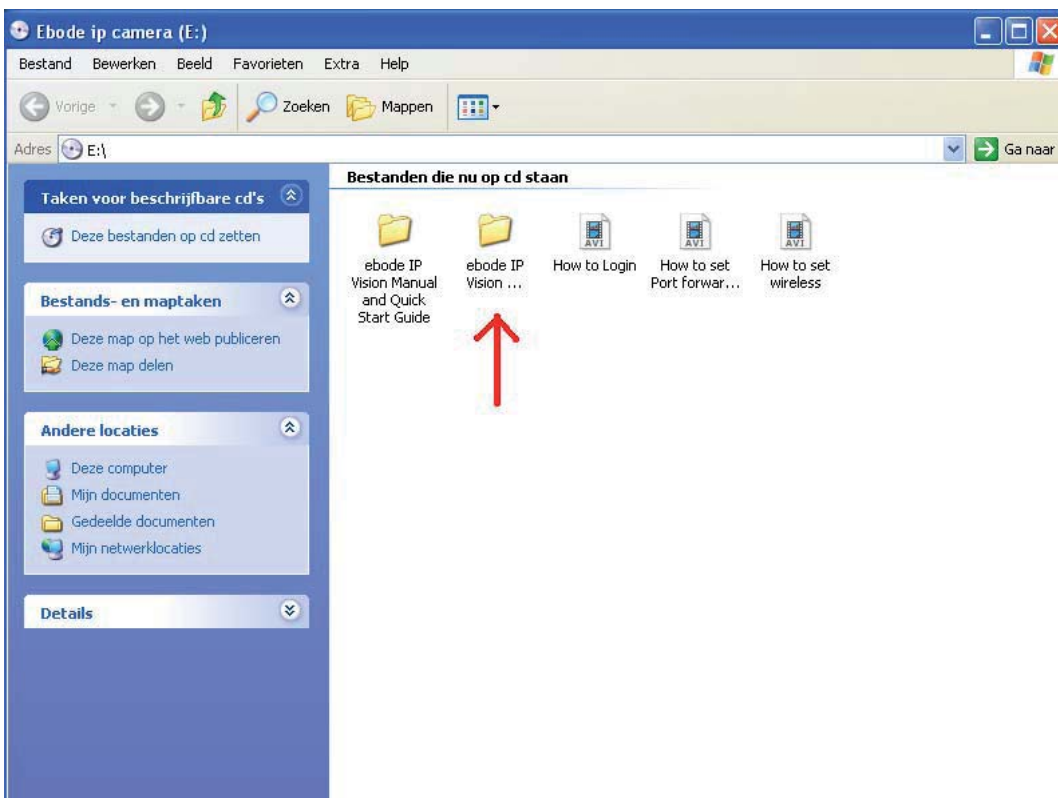 Ebode ip camera (E:)
Bestand Bewerken Beeld Favorieten Extra Help
Vorige Zoeken Mappen
Adres E:\ Ga naar
Taken voor beschrijfbare cd's
Deze bestanden op cd zetten
Bestands- en maptaken
Deze map op het web publiceren
Deze map delen
Andere locaties
Deze computer
Mijn documenten
Gedeelde documenten
Mijn netwerklocaties
Details
Bestanden die nu op cd staan
ebode IP
Vision Manual
and Quick
Start Guide
ebode IP
Vision ...
AVI
How to Login
AVI
How to set
Port forwar...
AVI
How to set
wireless